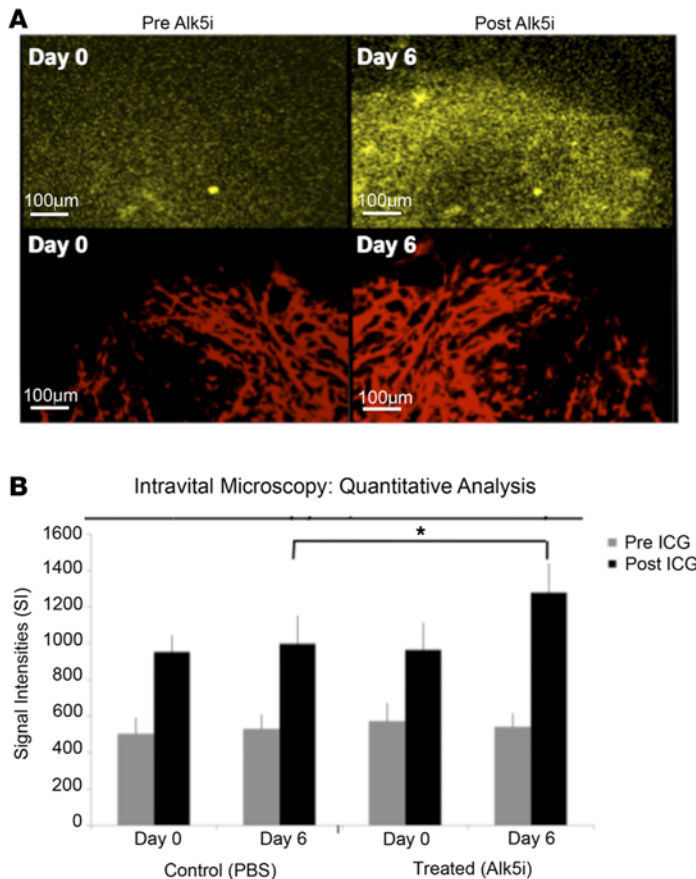 A
Pre Alk5i Post Alk5i
Day 0 Day 6
100µm 100µm
Day 0 Day 6
100µm 100µm
B
Intravital Microscopy: Quantitative Analysis
*
Pre ICG
Post ICG
Signal Intensities (SI)
1600
1400
1200
1000
800
600
400
200
0
Day 0 Day 6 Day 0 Day 6
Control (PBS) Treated (Alk5i)